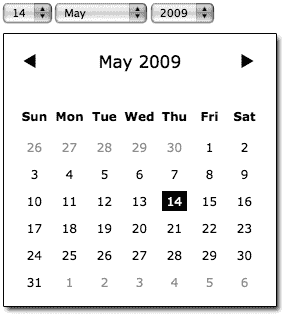 14 May 2009
May 2009
Sun Mon Tue Wed Thu Fri Sat
26 27 28 29 30 1 2
3 4 5 6 7 8 9
10 11 12 13 14 15 16
17 18 19 20 21 22 23
24 25 26 27 28 29 30
31 1 2 3 4 5 6